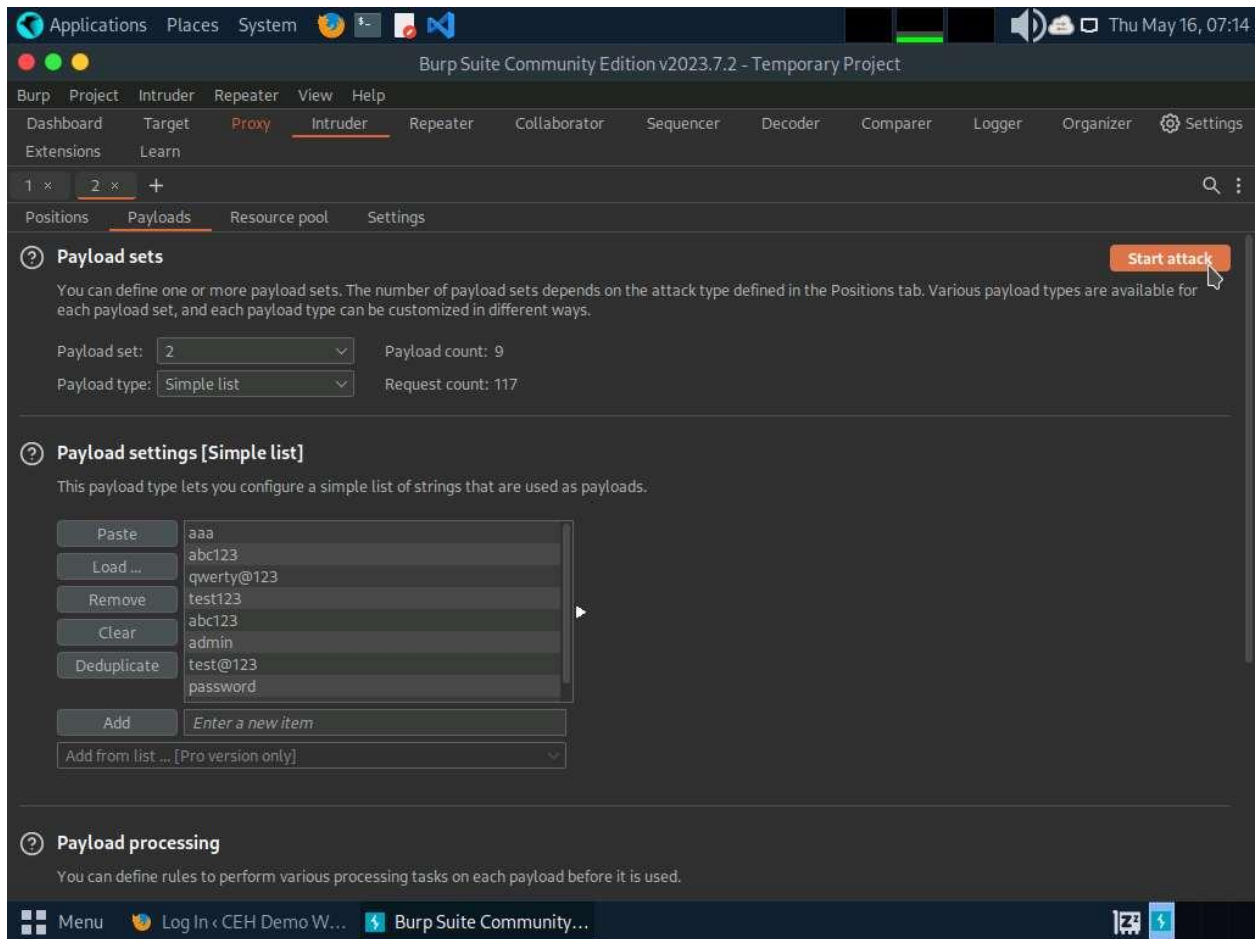 Applications Places System Thu May 16, 07:14
Burp Suite Community Edition v2023.7.2 - Temporary Project
Burp Project Intruder Repeater View Help
Dashboard Target Proxy Intruder Repeater Collaborator Sequencer Decoder Comparer Logger Organizer Settings
Extensions Learn
1 × 2 × +
Positions Payloads Resource pool Settings
? Payload sets Start attack
You can define one or more payload sets. The number of payload sets depends on the attack type defined in the Positions tab. Various payload types are available for
each payload set, and each payload type can be customized in different ways.
Payload set: 2 Payload count: 9
Payload type: Simple list Request count: 117
? Payload settings [Simple list]
This payload type lets you configure a simple list of strings that are used as payloads.
Paste aaa
abc123
Load ... qwerty@123
Remove test123
abc123
Clear admin
Deduplicate test@123
password
Add Enter a new item
Add from list ... [Pro version only]
? Payload processing
You can define rules to perform various processing tasks on each payload before it is used.
Menu Log In ‹ CEH Demo W... Burp Suite Community...